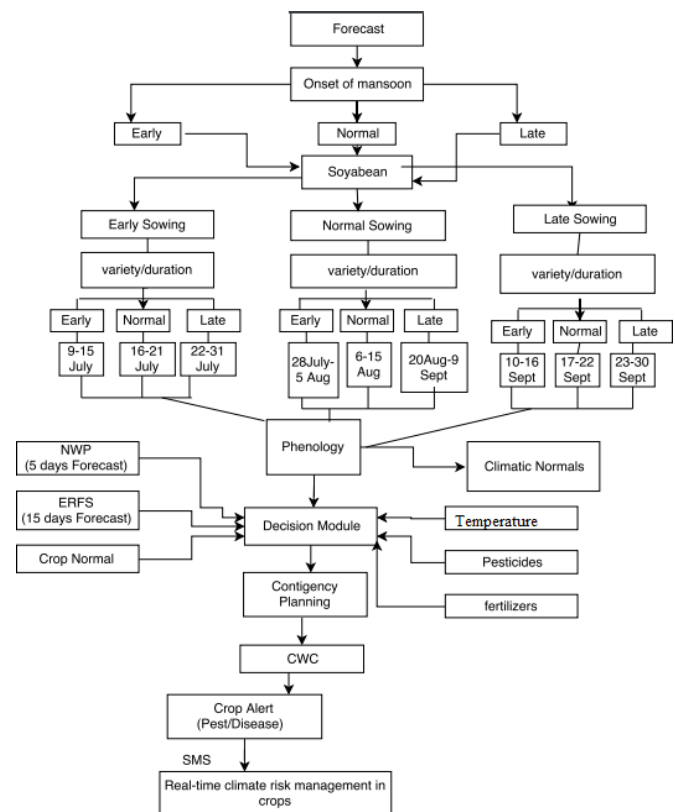 Forecast
Onset of mansoon
Early
Normal
Late
Soyabean
Early Sowing
Normal Sowing
Late Sowing
variety/duration
variety/duration
variety/duration
Early
Normal
Late
Early
Normal
Late
Early
Normal
Late
9-15
July
16-21
July
22-31
July
28July-
5 Aug
6-15
Aug
20Aug-9
Sept
10-16
Sept
17-22
Sept
23-30
Sept
Phenology
Climatic Normals
NWP
(5 days Forecast)
ERFS
(15 days Forecast)
Crop Normal
Decision Module
Temperature
Pesticides
fertilizers
Contigency
Planning
CWC
Crop Alert
(Pest/Disease)
SMS
Real-time climate risk management in
crops